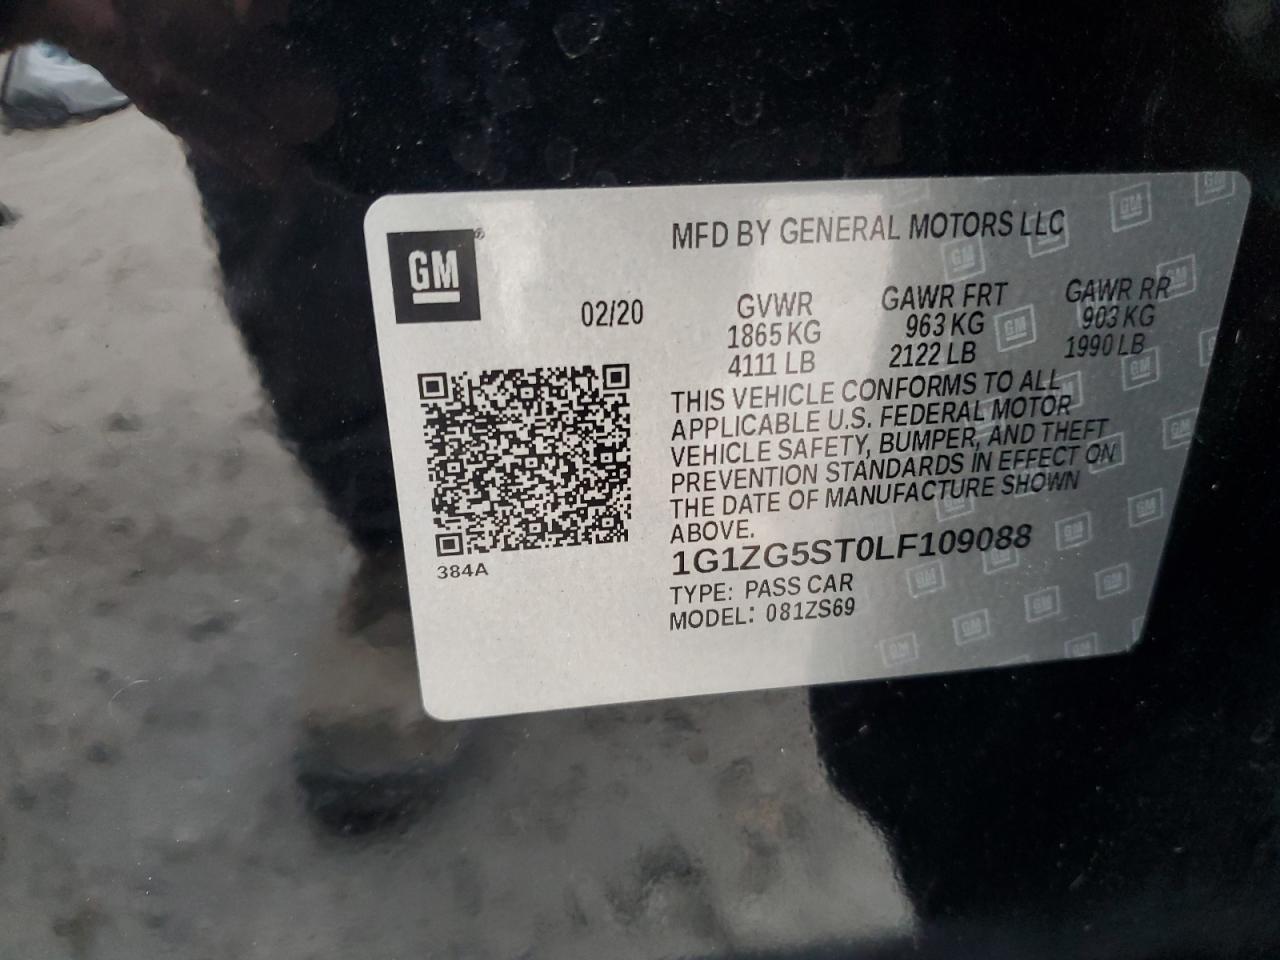 MFD BY GENERAL MOTORS LLC
GM®
02/20
GVWR GAWR FRT GAWR RR
1865 KG 963 KG 903 KG
4111 LB 2122 LB 1990 LB
THIS VEHICLE CONFORMS TO ALL
APPLICABLE U.S. FEDERAL MOTOR
VEHICLE SAFETY, BUMPER, AND THEFT
PREVENTION STANDARDS IN EFFECT ON
THE DATE OF MANUFACTURE SHOWN
ABOVE.
1G1ZG5ST0LF109088
384A
TYPE: PASS CAR
MODEL: 081ZS69